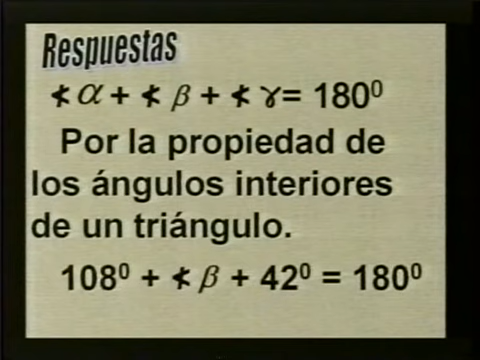 Respuestas
∢ α + ∢ β + ∢ γ = 180⁰
Por la propiedad de
los ángulos interiores
de un triángulo.
108⁰ + ∢ β + 42⁰ = 180⁰